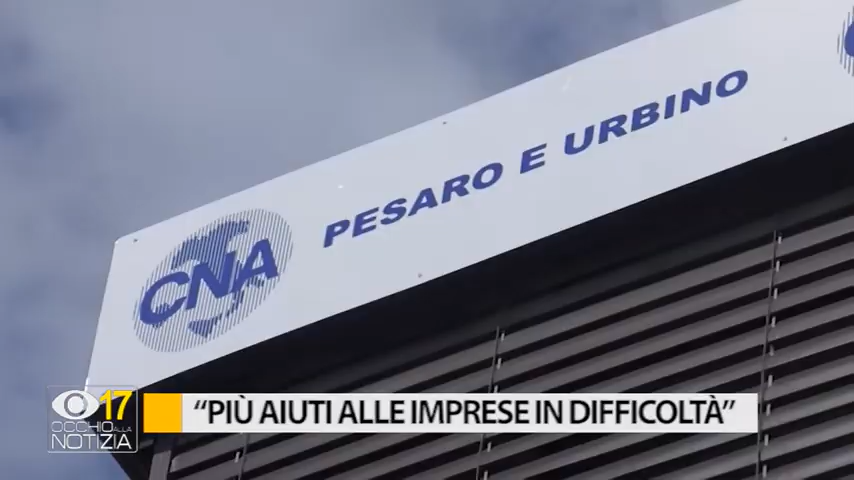 PESARO E URBINO
CNA
17
OCCHIO ALLA
NOTIZIA
“PIÙ AIUTI ALLE IMPRESE IN DIFFICOLTÀ”